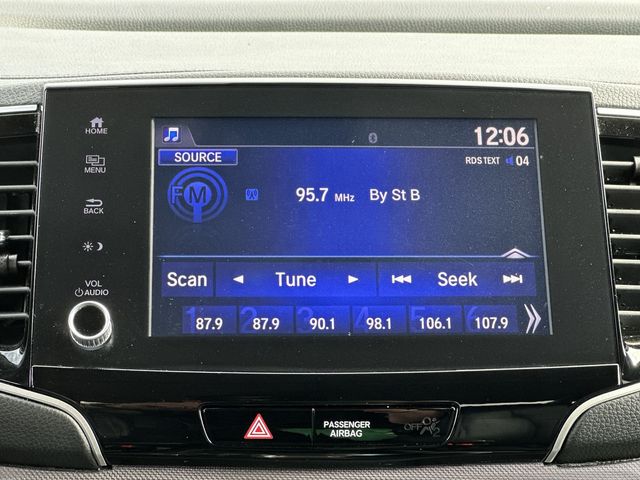 HOME
MENU
BACK
VOL
AUDIO
12:06
SOURCE
RDS TEXT 04
FM
95.7 MHz By St B
Scan Tune Seek
1 87.9 2 87.9 3 90.1 4 98.1 5 106.1 6 107.9
PASSENGER
AIRBAG
OFF
2